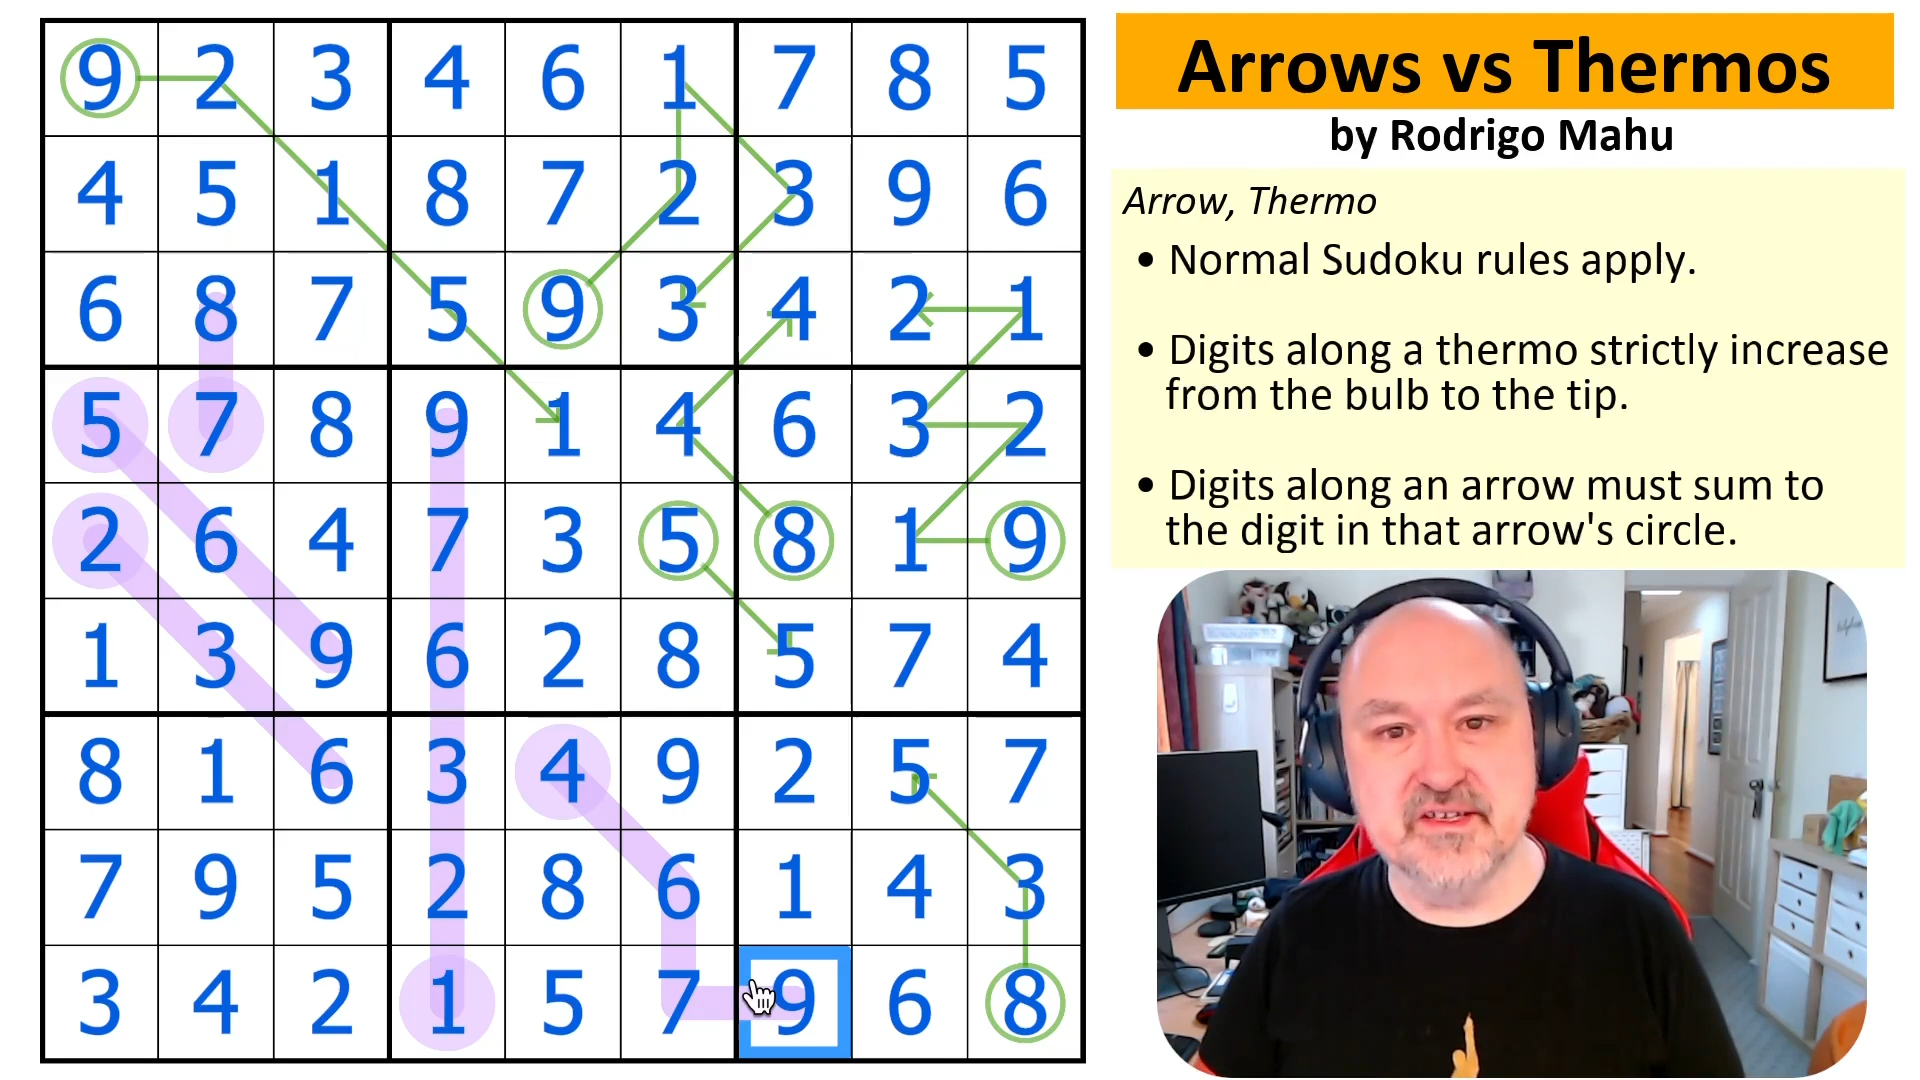 Arrows vs Thermos
by Rodrigo Mahu
Arrow, Thermo
• Normal Sudoku rules apply.
• Digits along a thermo strictly increase
from the bulb to the tip.
• Digits along an arrow must sum to
the digit in that arrow's circle.
9 2 3 4 6 1 7 8 5
4 5 1 8 7 2 3 9 6
6 8 7 5 9 3 4 2 1
5 7 8 9 1 4 6 3 2
2 6 4 7 3 5 8 1 9
1 3 9 6 2 8 5 7 4
8 1 6 3 4 9 2 5 7
7 9 5 2 8 6 1 4 3
3 4 2 1 5 7 9 6 8